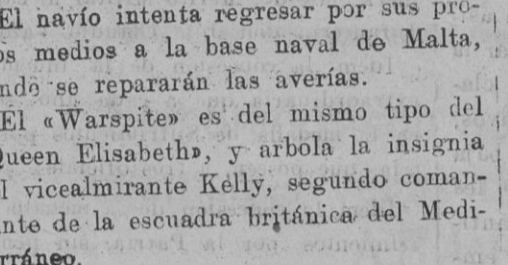 El navío intenta regresar por sus pro-
os medios a la base naval de Malta,
ndo se repararán las averías.
El «Warspite» es del mismo tipo del
Queen Elisabeth», y arbola la insignia
l vicealmirante Kelly, segundo coman-
nte de la escuadra británica del Medi-
rráneo.